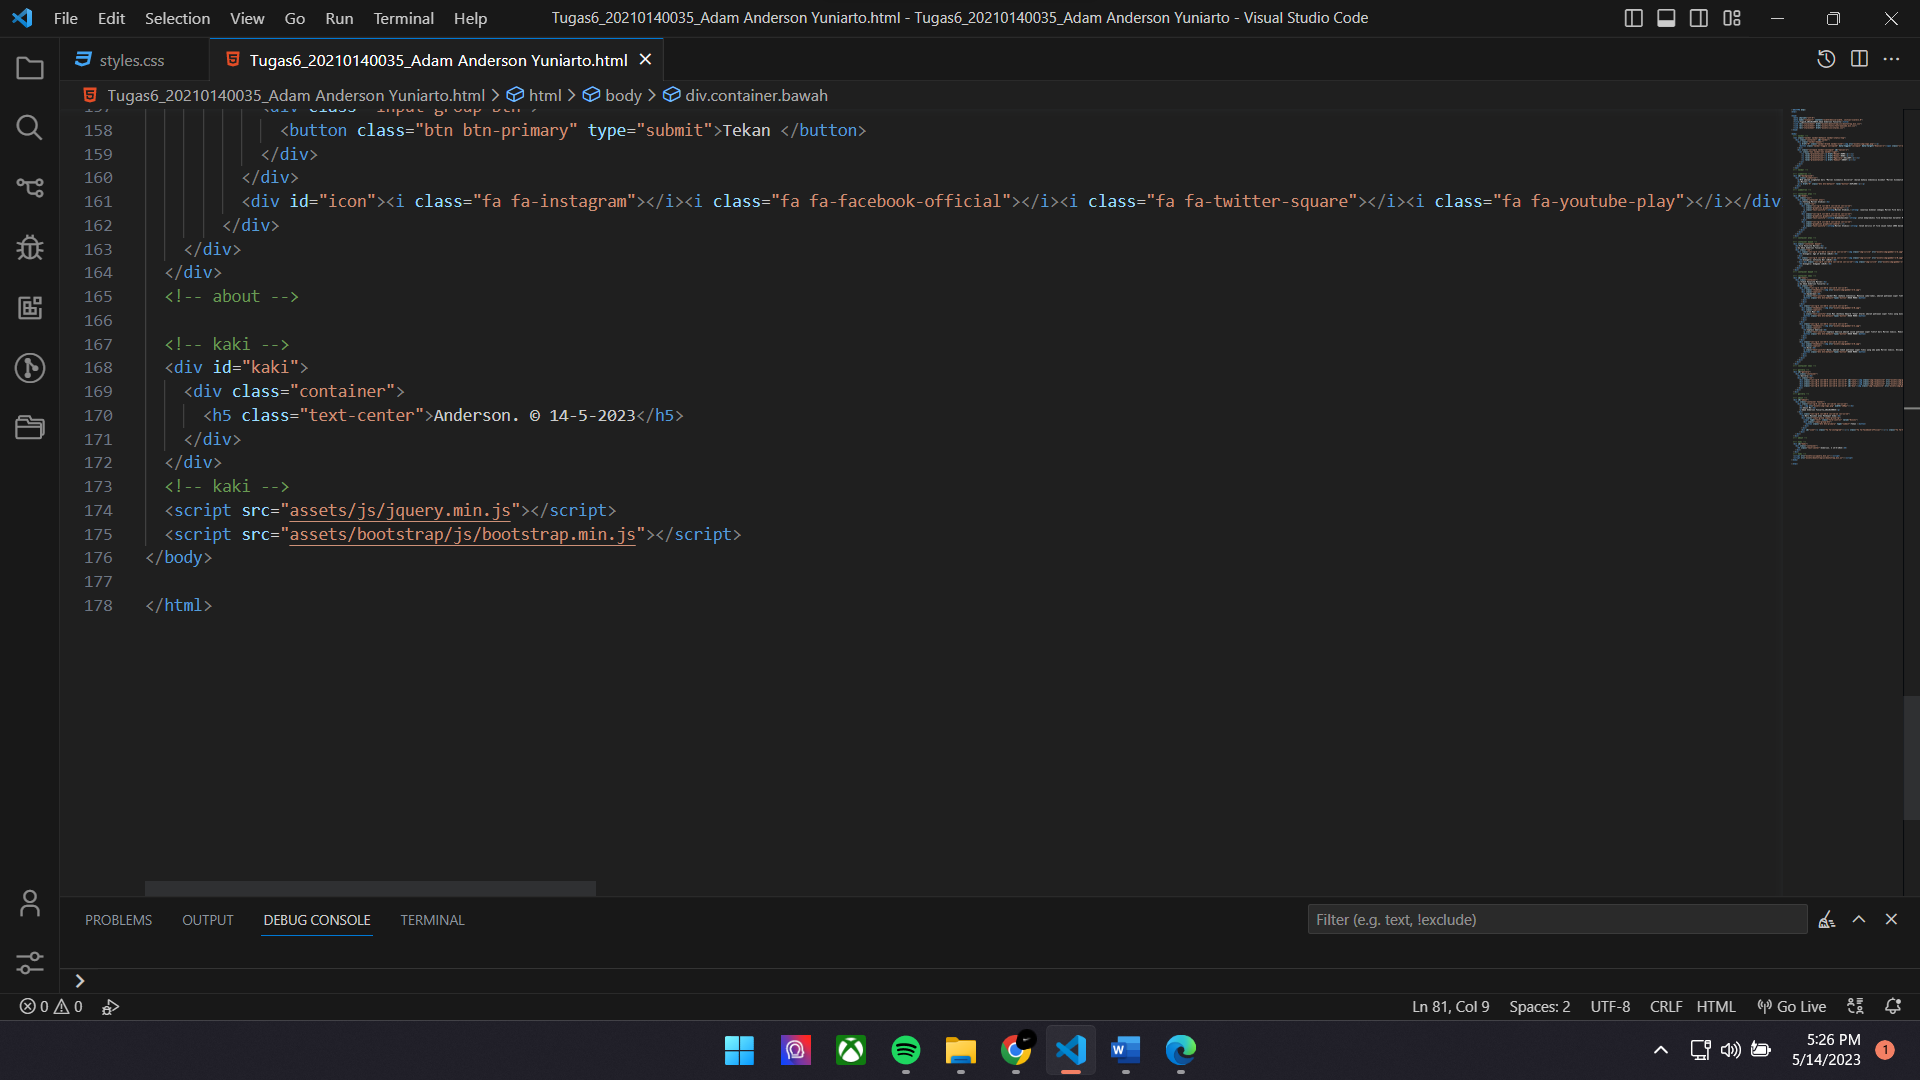 File Edit Selection View Go Run Terminal Help
Tugas6_20210140035_Adam Anderson Yuniarto.html - Tugas6_20210140035_Adam Anderson Yuniarto - Visual Studio Code
styles.css
Tugas6_20210140035_Adam Anderson Yuniarto.html
Tugas6_20210140035_Adam Anderson Yuniarto.html > html > body > div.container.bawah
158 <button class="btn btn-primary" type="submit">Tekan </button>
159 </div>
160 </div>
161 <div id="icon"><i class="fa fa-instagram"></i><i class="fa fa-facebook-official"></i><i class="fa fa-twitter-square"></i><i class="fa fa-youtube-play"></i></div
162 </div>
163 </div>
164 </div>
165 <!-- about -->
166
167 <!-- kaki -->
168 <div id="kaki">
169 <div class="container">
170 <h5 class="text-center">Anderson. © 14-5-2023</h5>
171 </div>
172 </div>
173 <!-- kaki -->
174 <script src="assets/js/jquery.min.js"></script>
175 <script src="assets/bootstrap/js/bootstrap.min.js"></script>
176 </body>
177
178 </html>
PROBLEMS OUTPUT DEBUG CONSOLE TERMINAL
Filter (e.g. text, !exclude)
0 0
Ln 81, Col 9 Spaces: 2 UTF-8 CRLF HTML Go Live
5:26 PM
5/14/2023
1